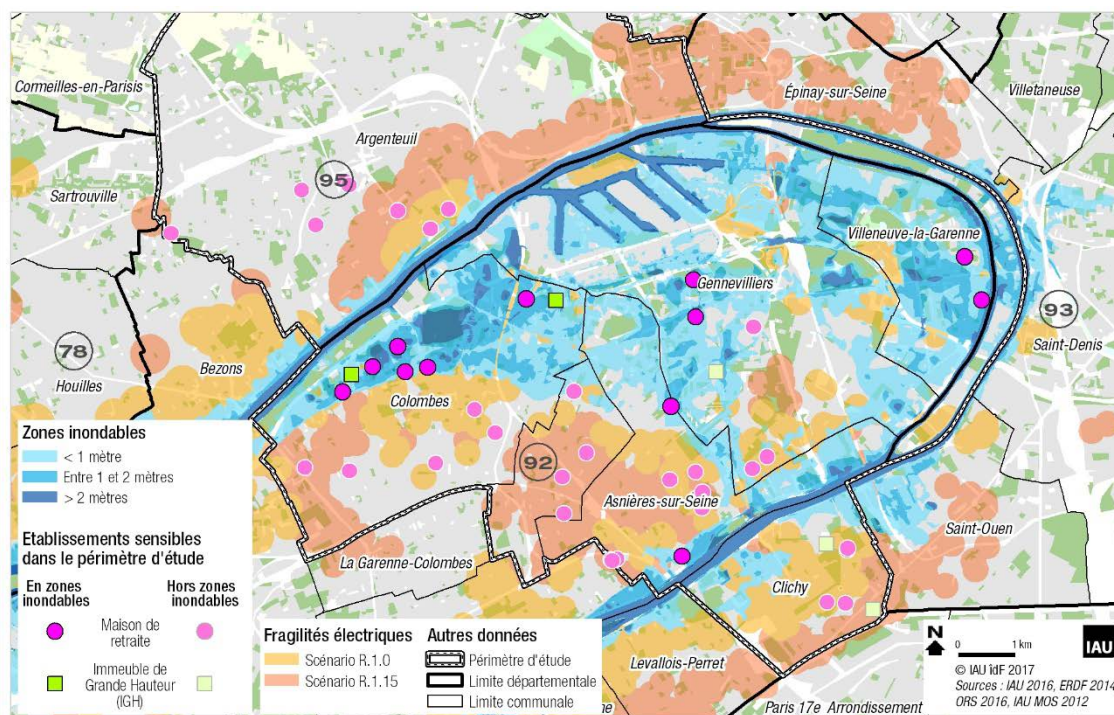 Cormeilles-en-Parisis
Argenteuil
Épinay-sur-Seine
Villetaneuse
Sartrouville
95
Villeneuve-la-Garenne
Gennevilliers
93
Saint-Denis
78
Houilles
Bezons
Colombes
92
Asnières-sur-Seine
Saint-Ouen
La Garenne-Colombes
Clichy
Levallois-Perret
Paris 17e Arrondissement
ne
Zones inondables
< 1 mètre
Entre 1 et 2 mètres
> 2 mètres
Etablissements sensibles
dans le périmètre d'étude
En zones
inondables
Hors zones
inondables
Maison de
retraite
Immeuble de
Grande Hauteur
(IGH)
Fragilités électriques
Scénario R.1.0
Scénario R.1.15
Autres données
Périmètre d'étude
Limite départementale
Limite communale
N
0 1 km
IAU
© IAU îdF 2017
Sources : IAU 2016, ERDF 2014
ORS 2016, IAU MOS 2012